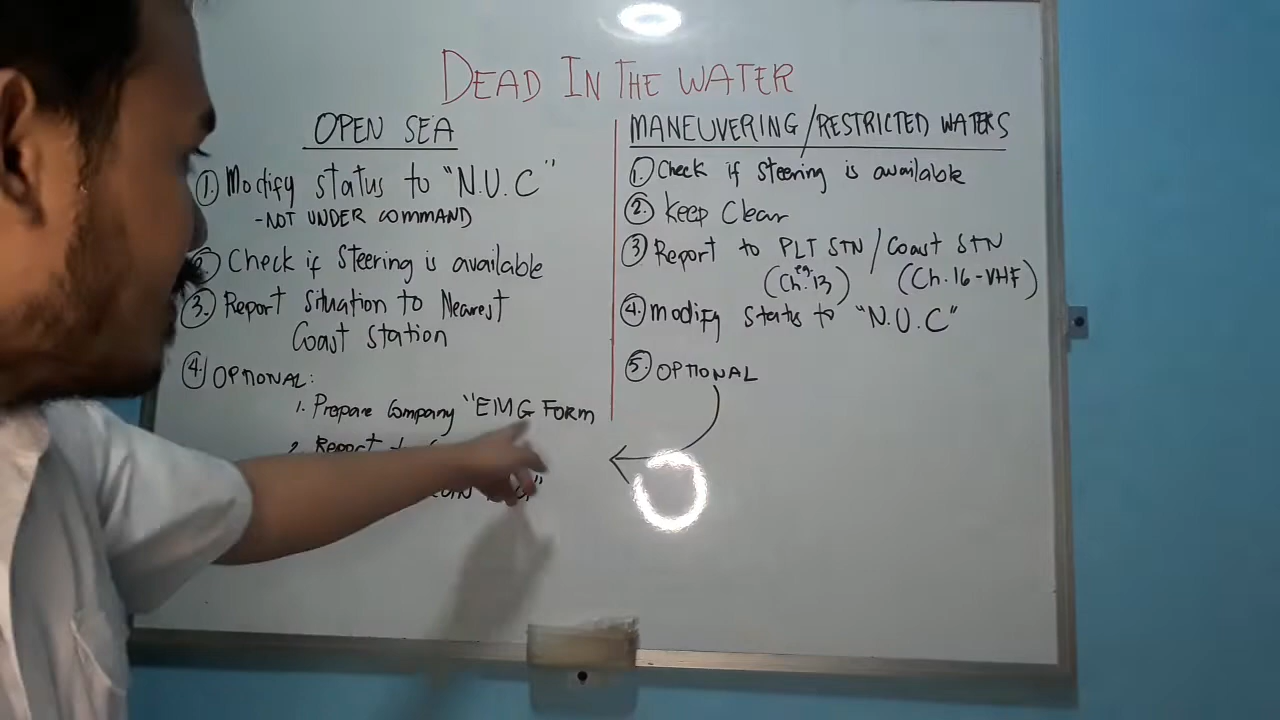 DEAD IN THE WATER
OPEN SEA
① Modify status to "N.U.C"
-NOT UNDER COMMAND
② Check if steering is available
③ Report Situation to Nearest
Coast Station
④ OPTIONAL:
1. Prepare Company "EMG Form
2. Report to
MANEUVERING/RESTRICTED WATERS
① Check if steering is available
② Keep Clear
③ Report to PLT STN / Coast STN
(eg. Ch. 13) (Ch. 16-VHF)
④ Modify status to "N.U.C"
⑤ OPTIONAL